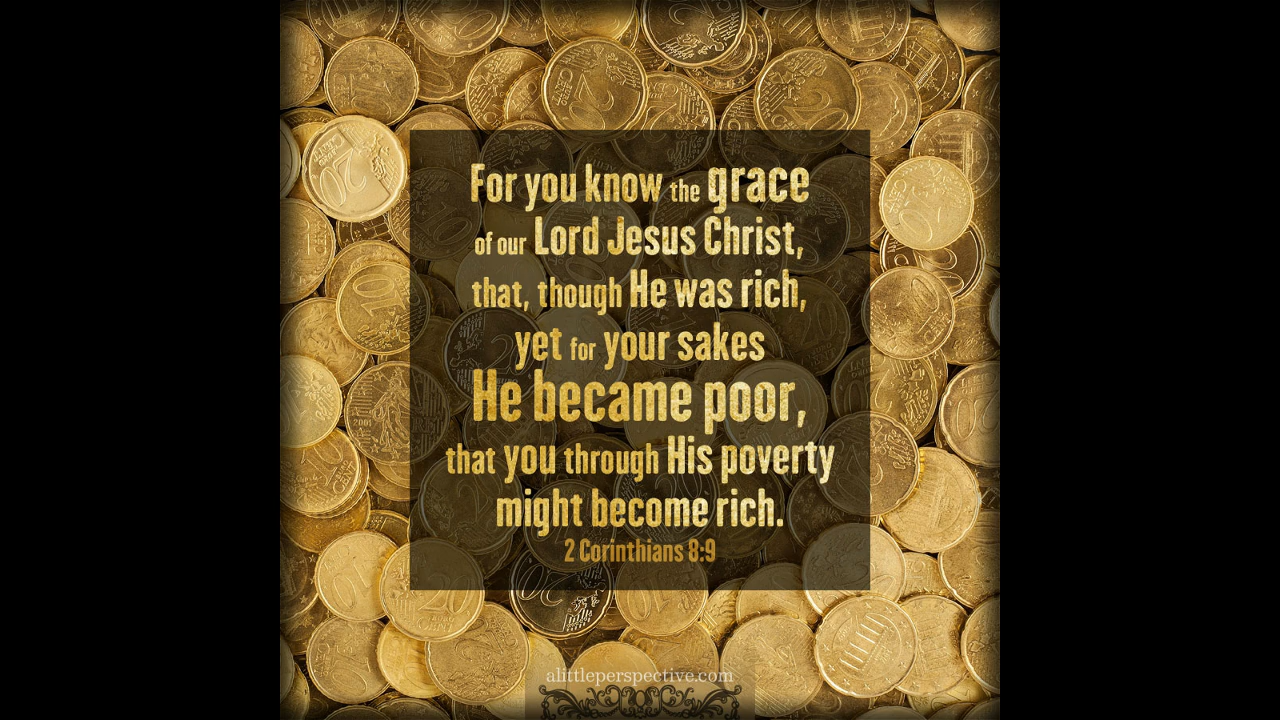 For you know the grace
of our Lord Jesus Christ,
that, though He was rich,
yet for your sakes
He became poor,
that you through His poverty
might become rich.
2 Corinthians 8:9
alittleperspective.com